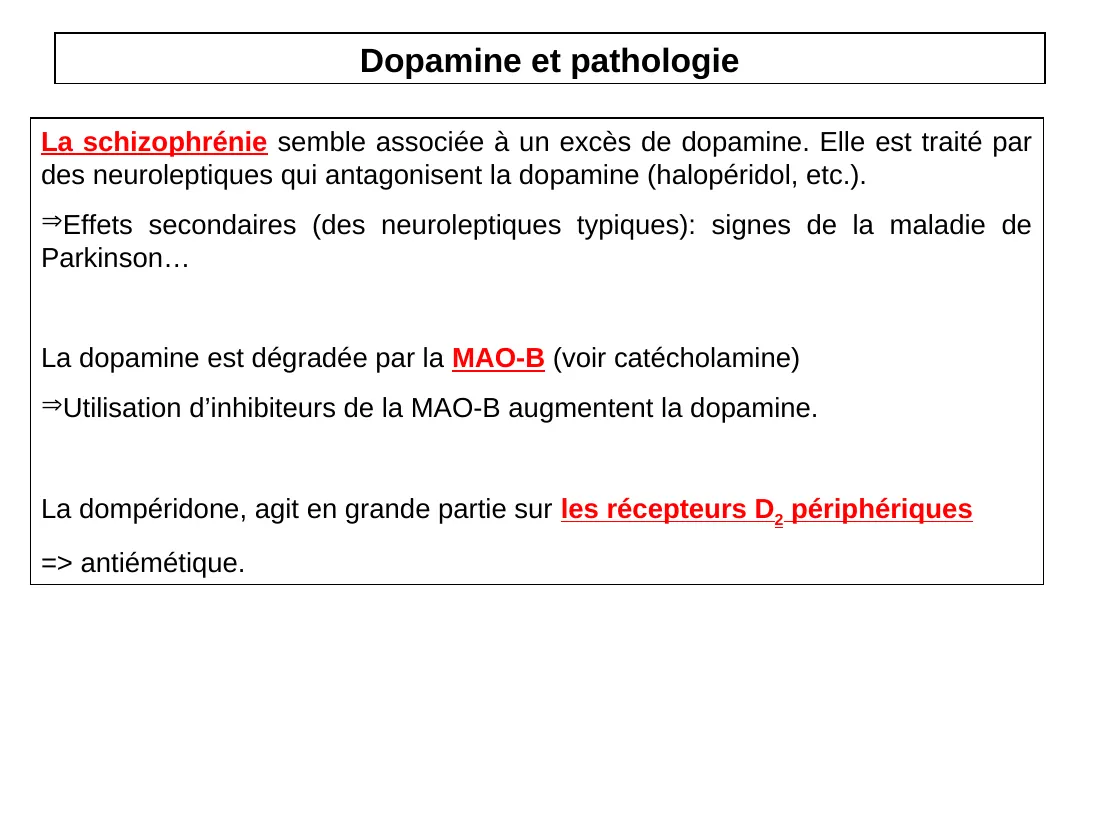 Dopamine et pathologie
La schizophrénie semble associée à un excès de dopamine. Elle est traité par
des neuroleptiques qui antagonisent la dopamine (halopéridol, etc.).
⇒Effets secondaires (des neuroleptiques typiques): signes de la maladie de
Parkinson…
La dopamine est dégradée par la MAO-B (voir catécholamine)
⇒Utilisation d’inhibiteurs de la MAO-B augmentent la dopamine.
La dompéridone, agit en grande partie sur les récepteurs D2 périphériques
=> antiémétique.